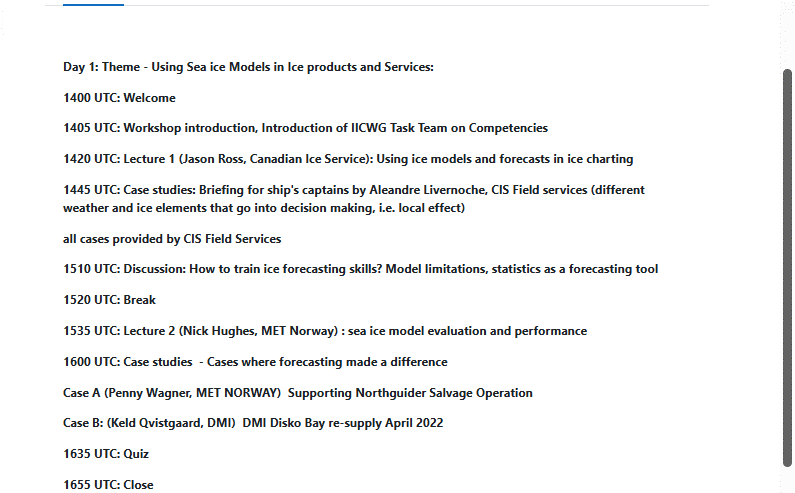 Day 1: Theme - Using Sea ice Models in Ice products and Services:
1400 UTC: Welcome
1405 UTC: Workshop introduction, Introduction of IICWG Task Team on Competencies
1420 UTC: Lecture 1 (Jason Ross, Canadian Ice Service): Using ice models and forecasts in ice charting
1445 UTC: Case studies: Briefing for ship's captains by Aleandre Livernoche, CIS Field services (different
weather and ice elements that go into decision making, i.e. local effect)
all cases provided by CIS Field Services
1510 UTC: Discussion: How to train ice forecasting skills? Model limitations, statistics as a forecasting tool
1520 UTC: Break
1535 UTC: Lecture 2 (Nick Hughes, MET Norway) : sea ice model evaluation and performance
1600 UTC: Case studies  - Cases where forecasting made a difference
Case A (Penny Wagner, MET NORWAY)  Supporting Northguider Salvage Operation
Case B: (Keld Qvistgaard, DMI)  DMI Disko Bay re-supply April 2022
1635 UTC: Quiz
1655 UTC: Close